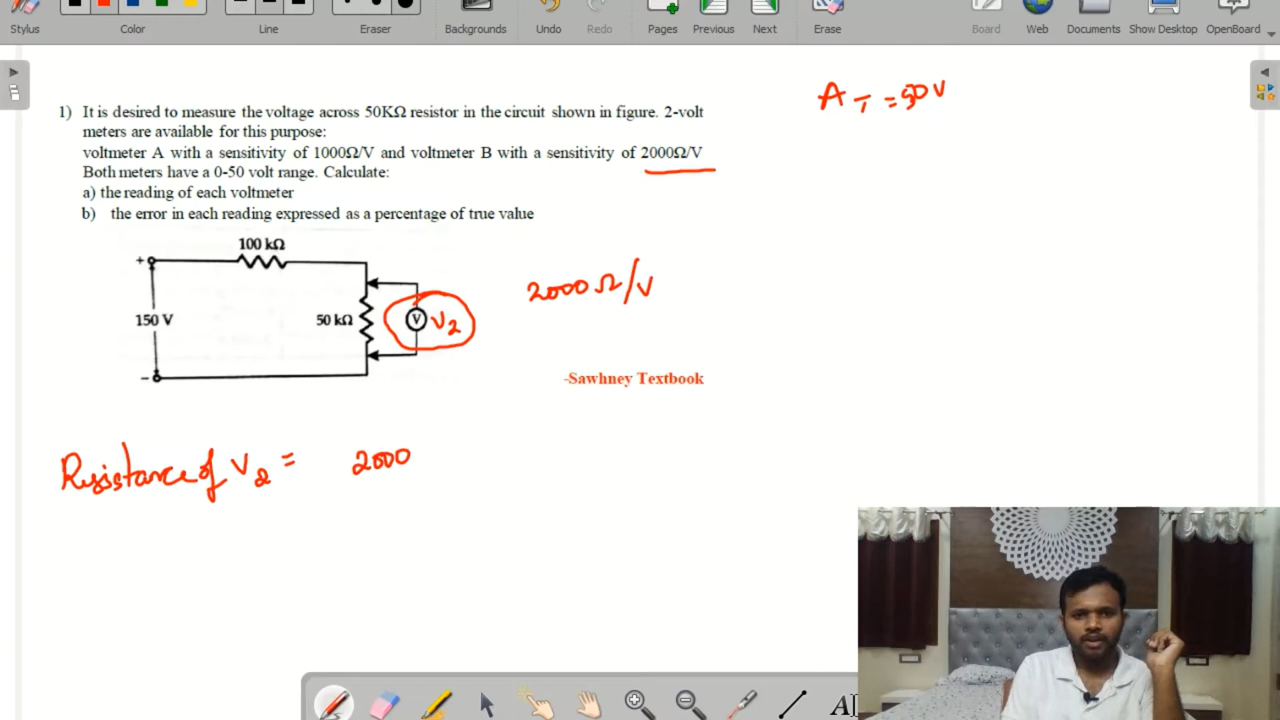 Stylus Color Line Eraser Backgrounds Undo Redo Pages Previous Next Erase Board Web Documents Show Desktop OpenBoard
A T = 50 V
1) It is desired to measure the voltage across 50KΩ resistor in the circuit shown in figure. 2-volt
meters are available for this purpose:
voltmeter A with a sensitivity of 1000Ω/V and voltmeter B with a sensitivity of 2000Ω/V
Both meters have a 0-50 volt range. Calculate:
a) the reading of each voltmeter
b) the error in each reading expressed as a percentage of true value
100 kΩ
+
150 V
50 kΩ
V
V2
-
2000 Ω/V
-Sawhney Textbook
Resistance of V2 = 2000
A